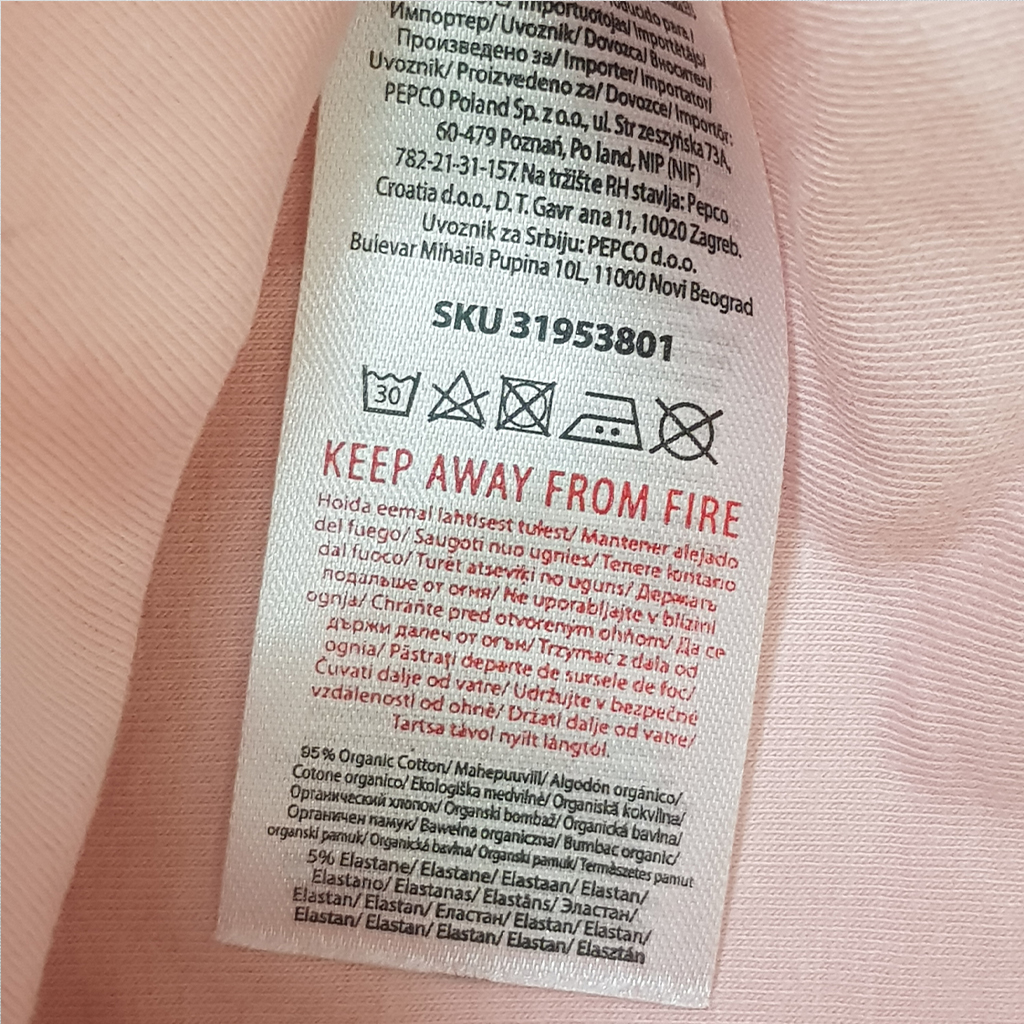 roducido para/
Importuotojas/ Importētājs/
Импортер/ Uvoznik/ Dovozca/ Вносител/
Произведено за/ Importer/ Importator/
Uvoznik/ Proizvedeno za/ Dovozce/ Importőr:
PEPCO Poland Sp. z o.o., ul. Strzeszyńska 73A,
60-479 Poznań, Po land, NIP (NIF)
782-21-31-157. Na tržište RH stavlja: Pepco
Croatia d.o.o., D. T. Gavr ana 11, 10020 Zagreb.
Uvoznik za Srbiju: PEPCO d.o.o.
Bulevar Mihaila Pupina 10L, 11000 Novi Beograd
SKU 31953801
30
KEEP AWAY FROM FIRE
Hoida eemal lahtisest tulest/ Mantener alejado
del fuego/ Saugoti nuo ugnies/ Tenere lontano
dal fuoco/ Turēt atsevišķi no uguns/ Держать
подальше от огня/ Ne uporabljajte v bližini
ognja/ Chráňte pred otvoreným ohňom/ Да се
държи далеч от огън/ Trzymać z dala od
ognia/ Păstrați departe de sursele de foc/
Čuvati dalje od vatre/ Udržujte v bezpečné
vzdálenosti od ohně/ Držati dalje od vatre/
Tartsa távol nyílt lángtól.
95% Organic Cotton/ Mahepuuvill/ Algodón orgánico/
Cotone organico/ Ekologiška medvilnė/ Organiskā kokvilna/
Органический хлопок/ Organski bombaž/ Organická bavlna/
Органичен памук/ Bawełna organiczna/ Bumbac organic/
organski pamuk/ Organická bavlna/ Organski pamuk/ Természetes pamut
5% Elastane/ Elastane/ Elastaan/ Elastan/
Elastano/ Elastanas/ Elastāns/ Эластан/
Elastan/ Elastan/ Еластан/ Elastan/ Elastan/
Elastan/ Elastan/ Elastan/ Elastan/ Elasztán